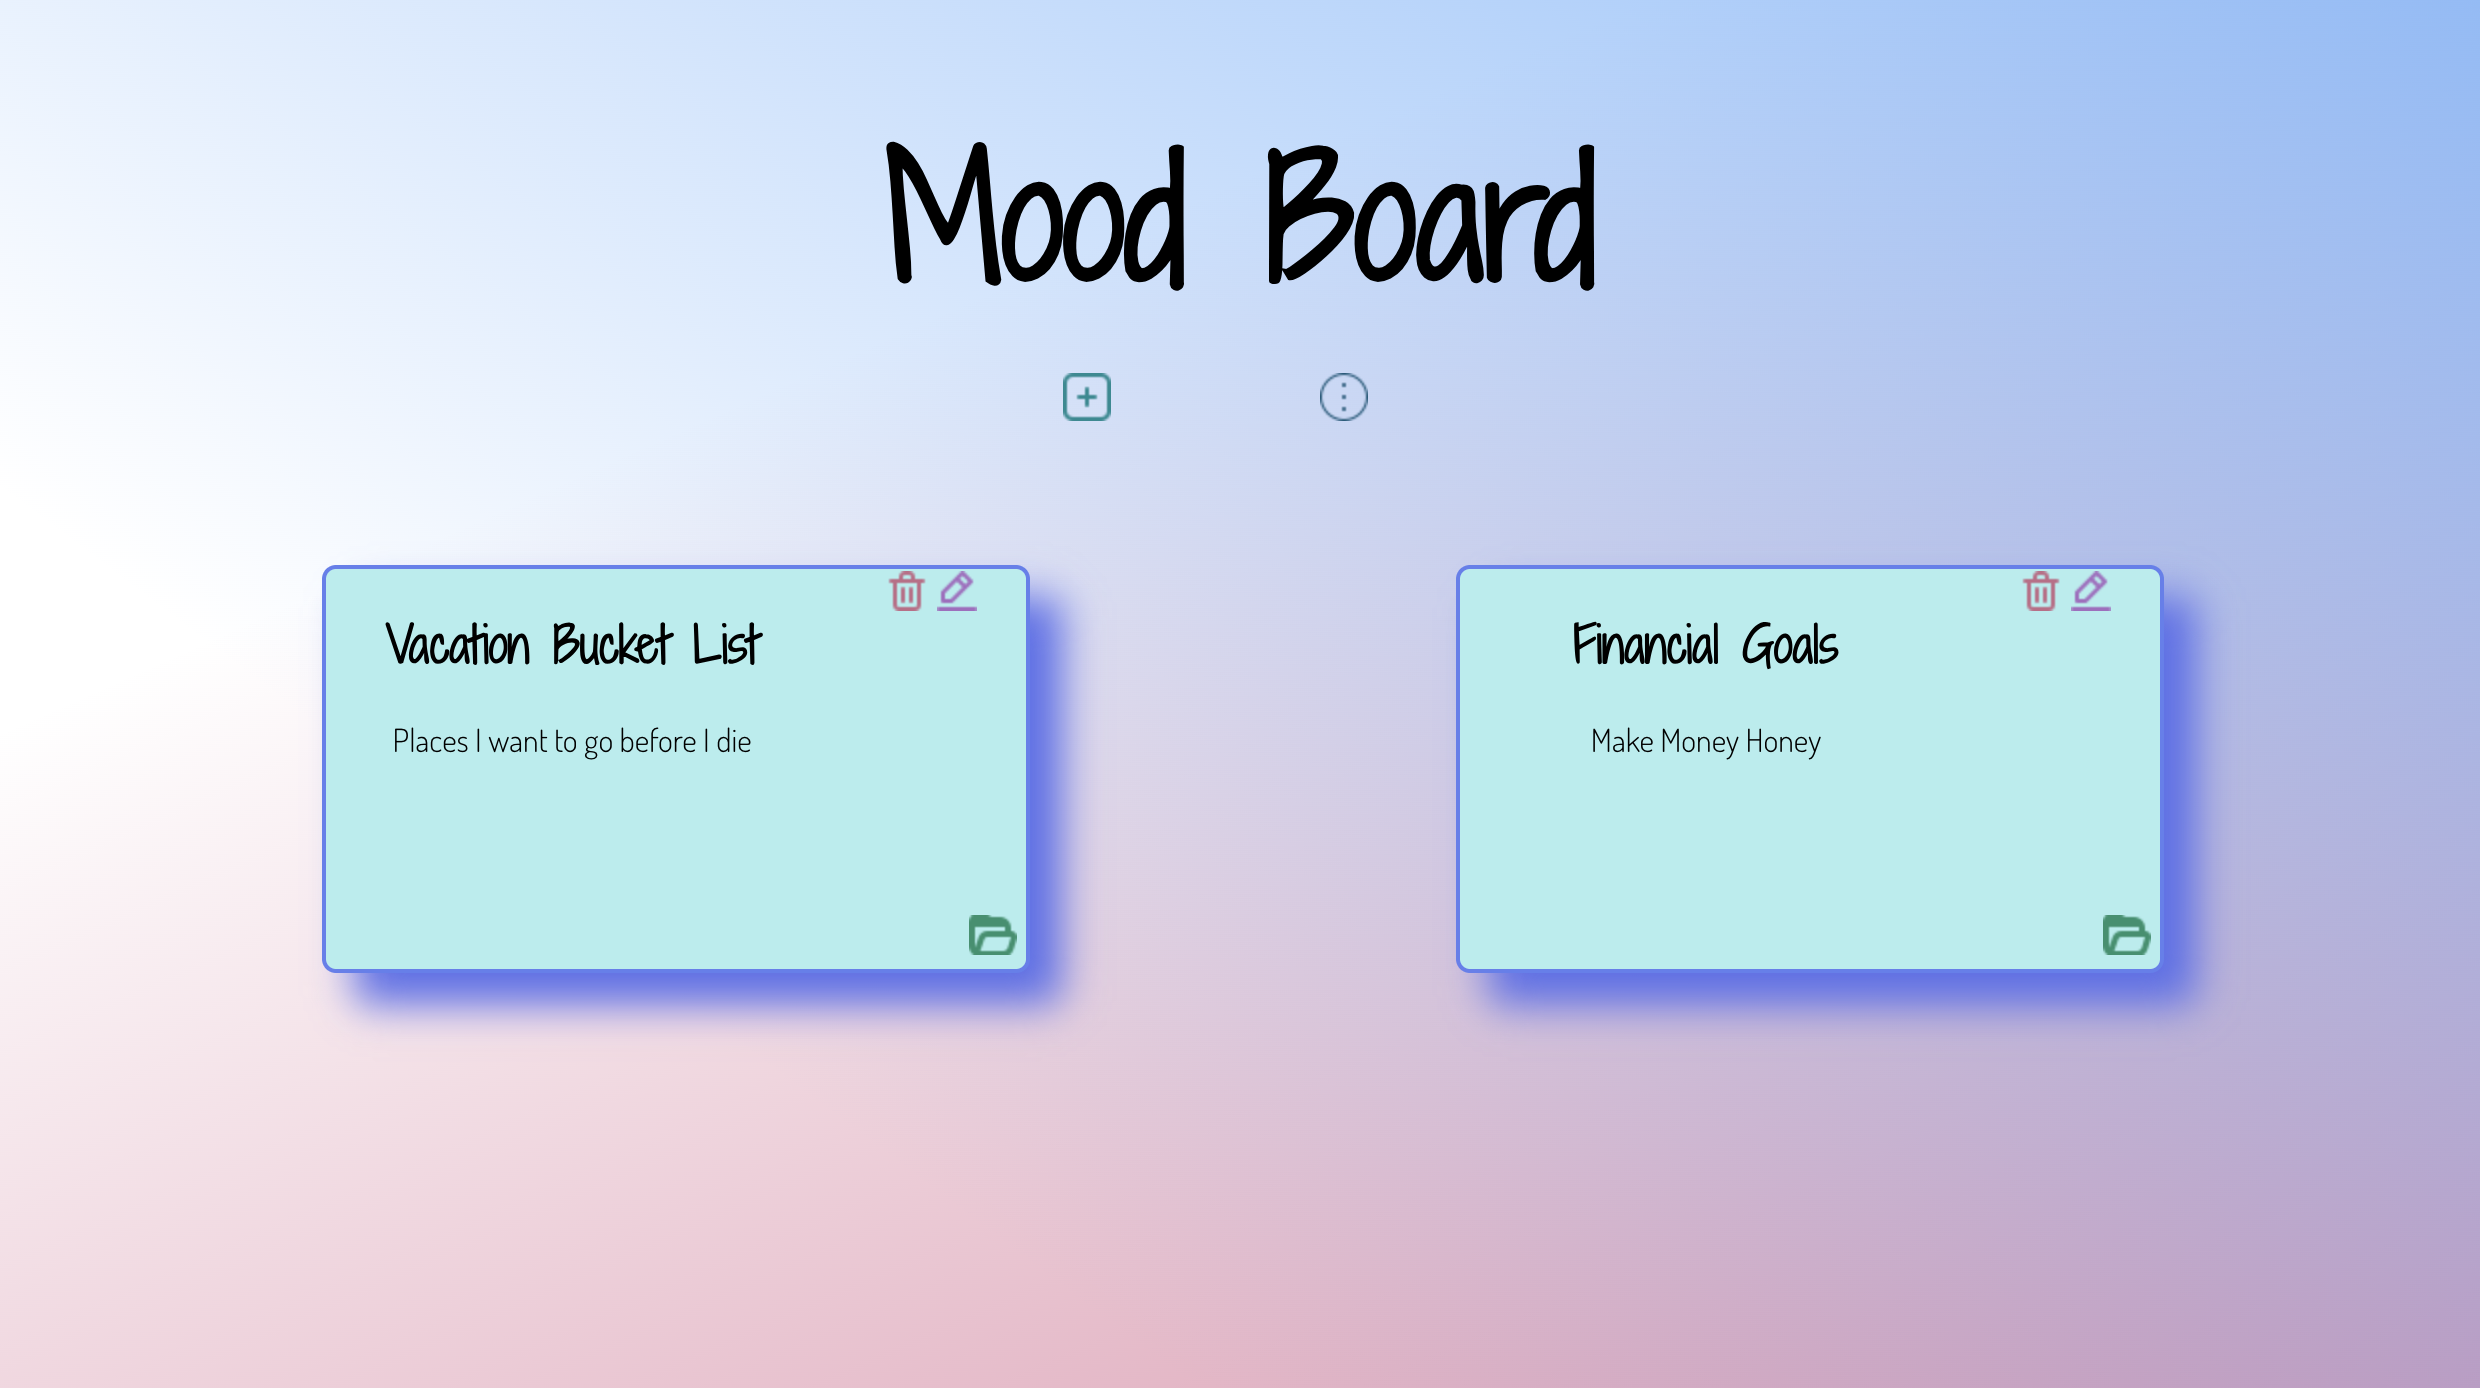 Mood Board
Vacation Bucket List
Places I want to go before I die
Financial Goals
Make Money Honey